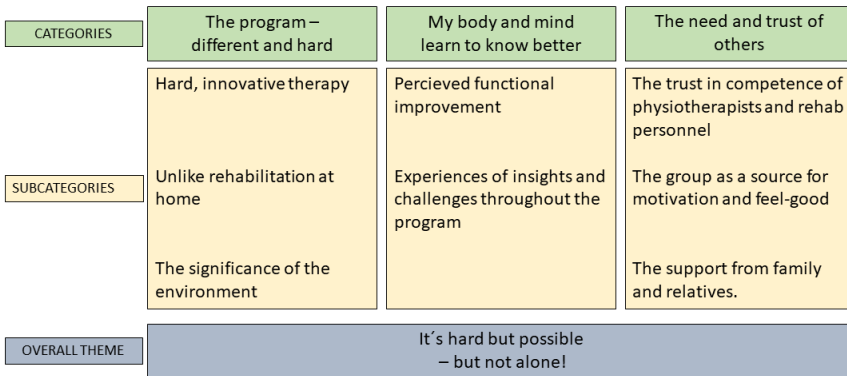 CATEGORIES
The program –
different and hard
My body and mind
learn to know better
The need and trust of
others
SUBCATEGORIES
Hard, innovative therapy
Unlike rehabilitation at
home
The significance of the
environment
Percieved functional
improvement
Experiences of insights and
challenges throughout the
program
The trust in competence of
physiotherapists and rehab
personnel
The group as a source for
motivation and feel-good
The support from family
and relatives.
OVERALL THEME
It´s hard but possible
– but not alone!